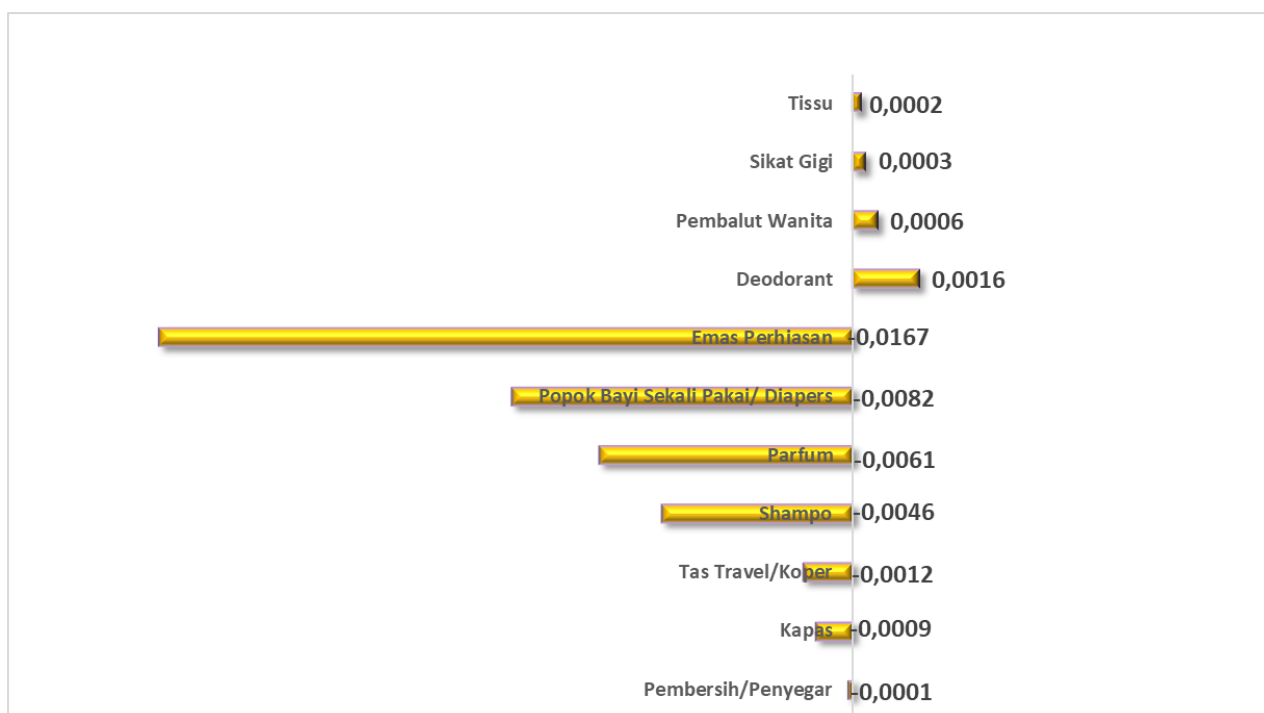 Tissu 0,0002
Sikat Gigi 0,0003
Pembalut Wanita 0,0006
Deodorant 0,0016
Emas Perhiasan -0,0167
Popok Bayi Sekali Pakai/ Diapers -0,0082
Parfum -0,0061
Shampo -0,0046
Tas Travel/Koper -0,0012
Kapas -0,0009
Pembersih/Penyegar -0,0001